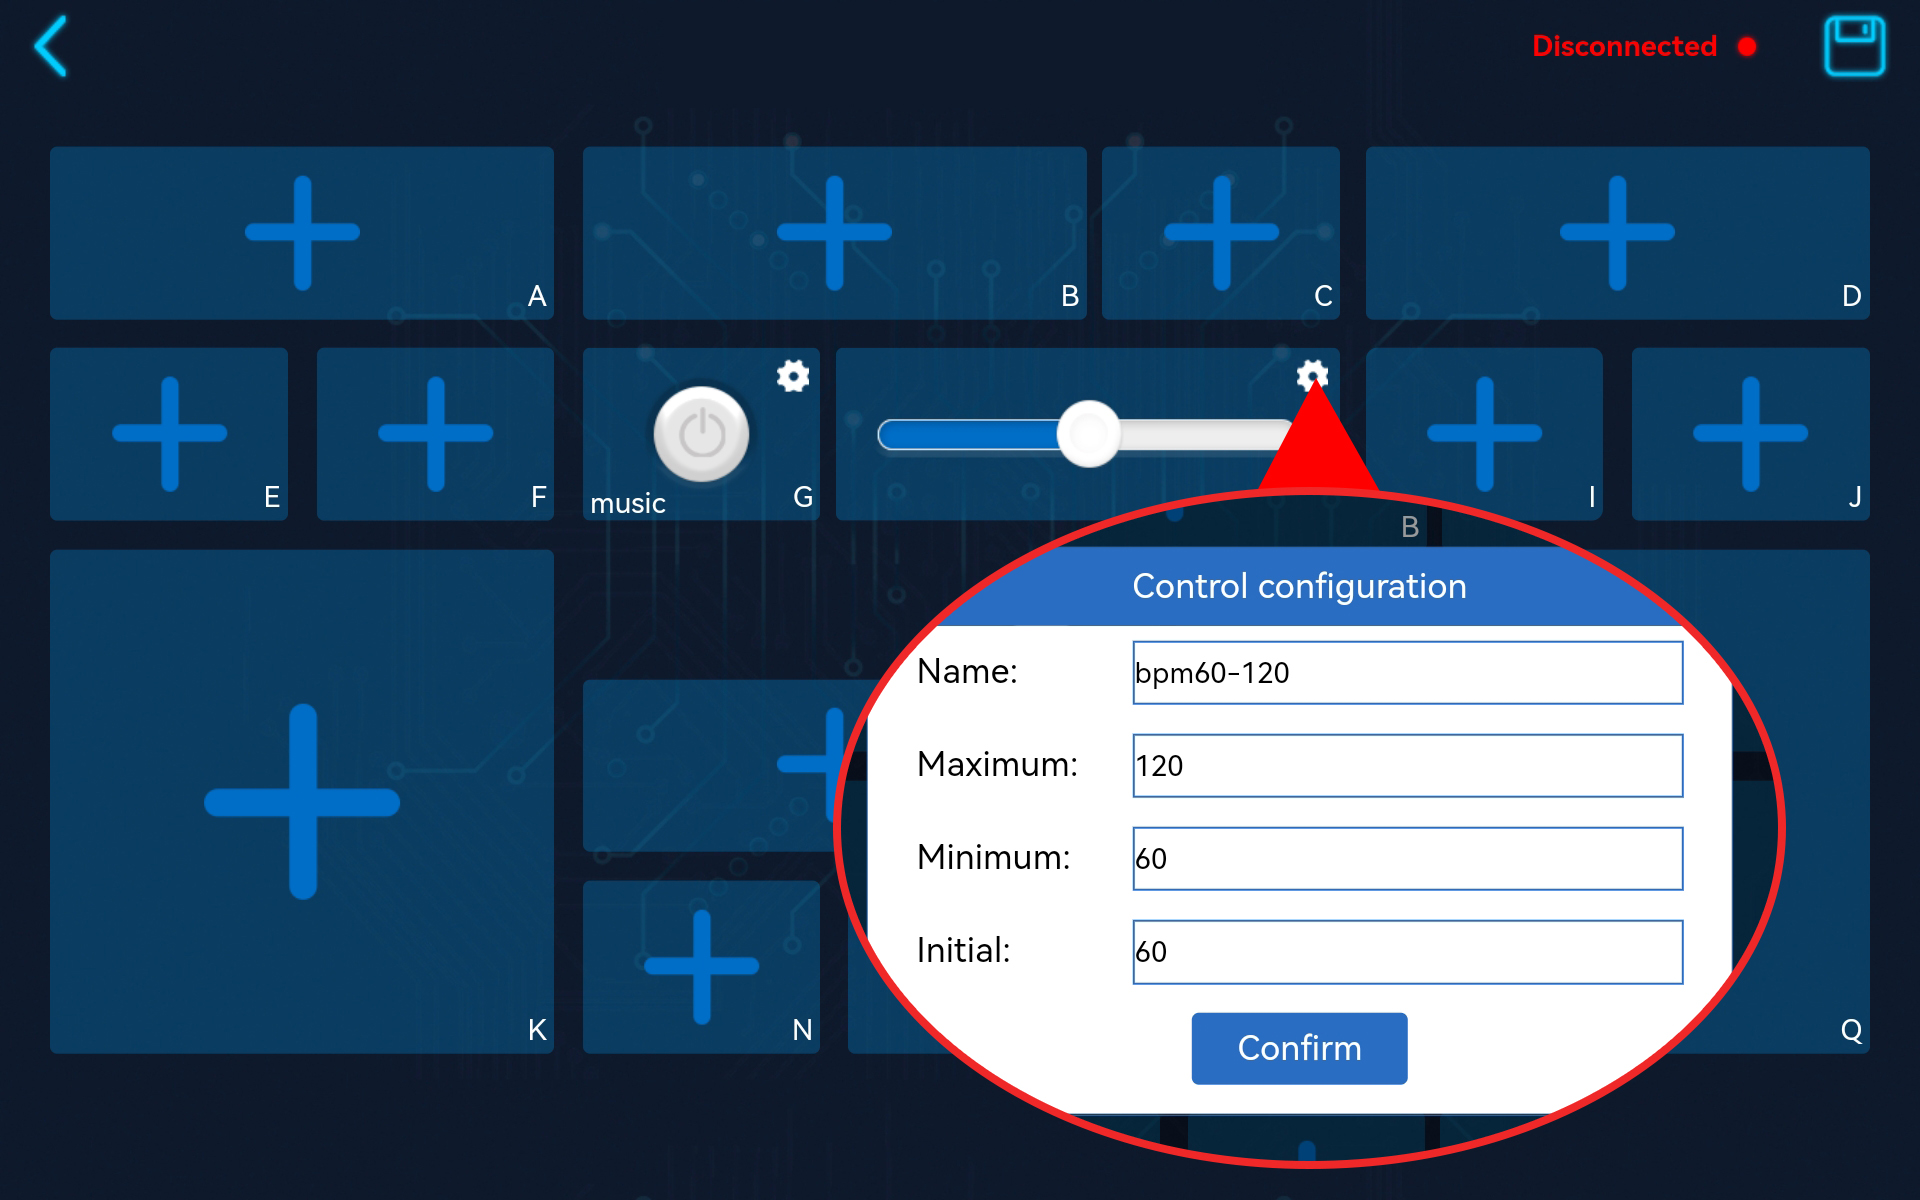 Disconnected
A
B
C
D
E
F
music
G
I
J
B
Control configuration
Name:
bpm60-120
Maximum:
120
Minimum:
60
Initial:
60
Confirm
K
N
Q